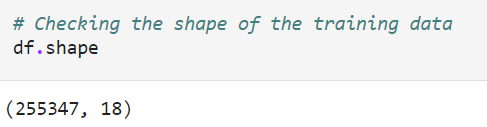 # Checking the shape of the training data
df.shape
(255347, 18)